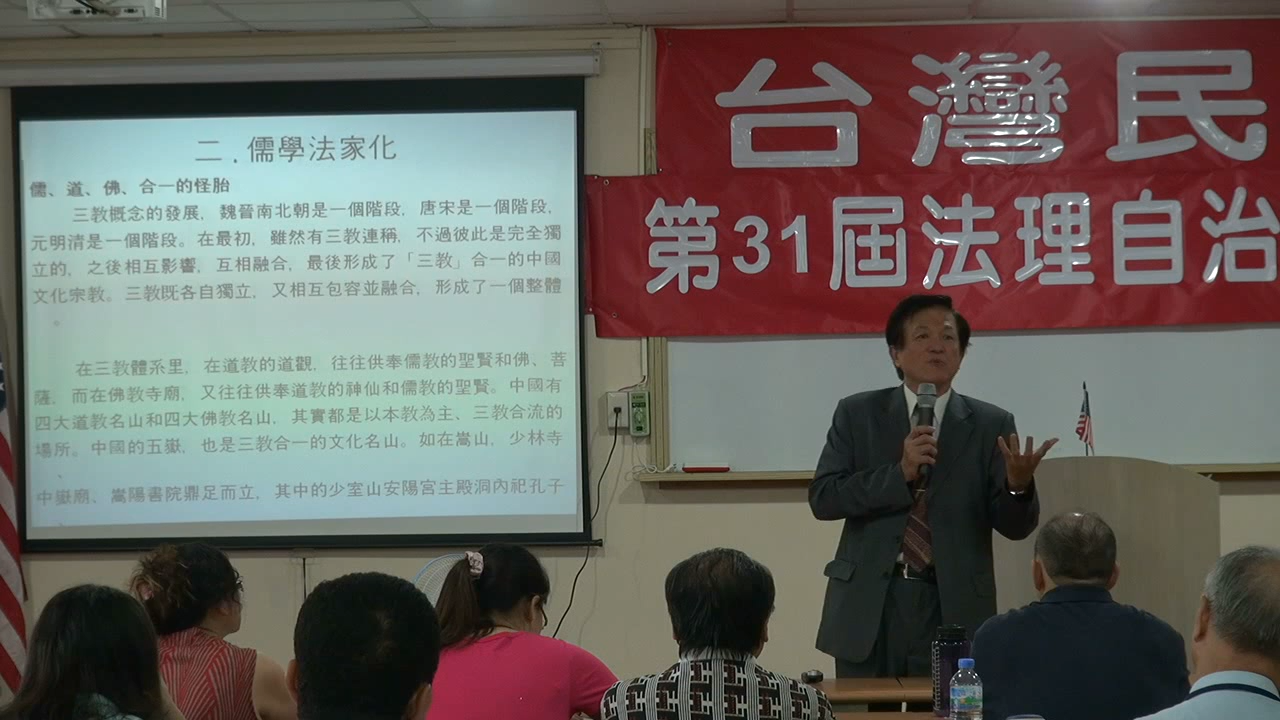 二．儒學法家化
儒、道、佛、合一的怪胎
三教概念的發展，魏晉南北朝是一個階段，唐宋是一個階段，
元明清是一個階段。在最初，雖然有三教連稱，不過彼此是完全獨
立的，之後相互影響，互相融合，最後形成了「三教」合一的中國
文化宗教。三教既各自獨立，又相互包容並融合，形成了一個整體
。
在三教體系里，在道教的道觀，往往供奉儒教的聖賢和佛、菩
薩，而在佛教寺廟，又往往供奉道教的神仙和儒教的聖賢。中國有
四大道教名山和四大佛教名山，其實都是以本教為主、三教合流的
場所。中國的五嶽，也是三教合一的文化名山。如在嵩山，少林寺
、
中嶽廟、嵩陽書院鼎足而立，其中的少室山安陽宮主殿洞內祀孔子
、
台灣民
第31屆法理自治